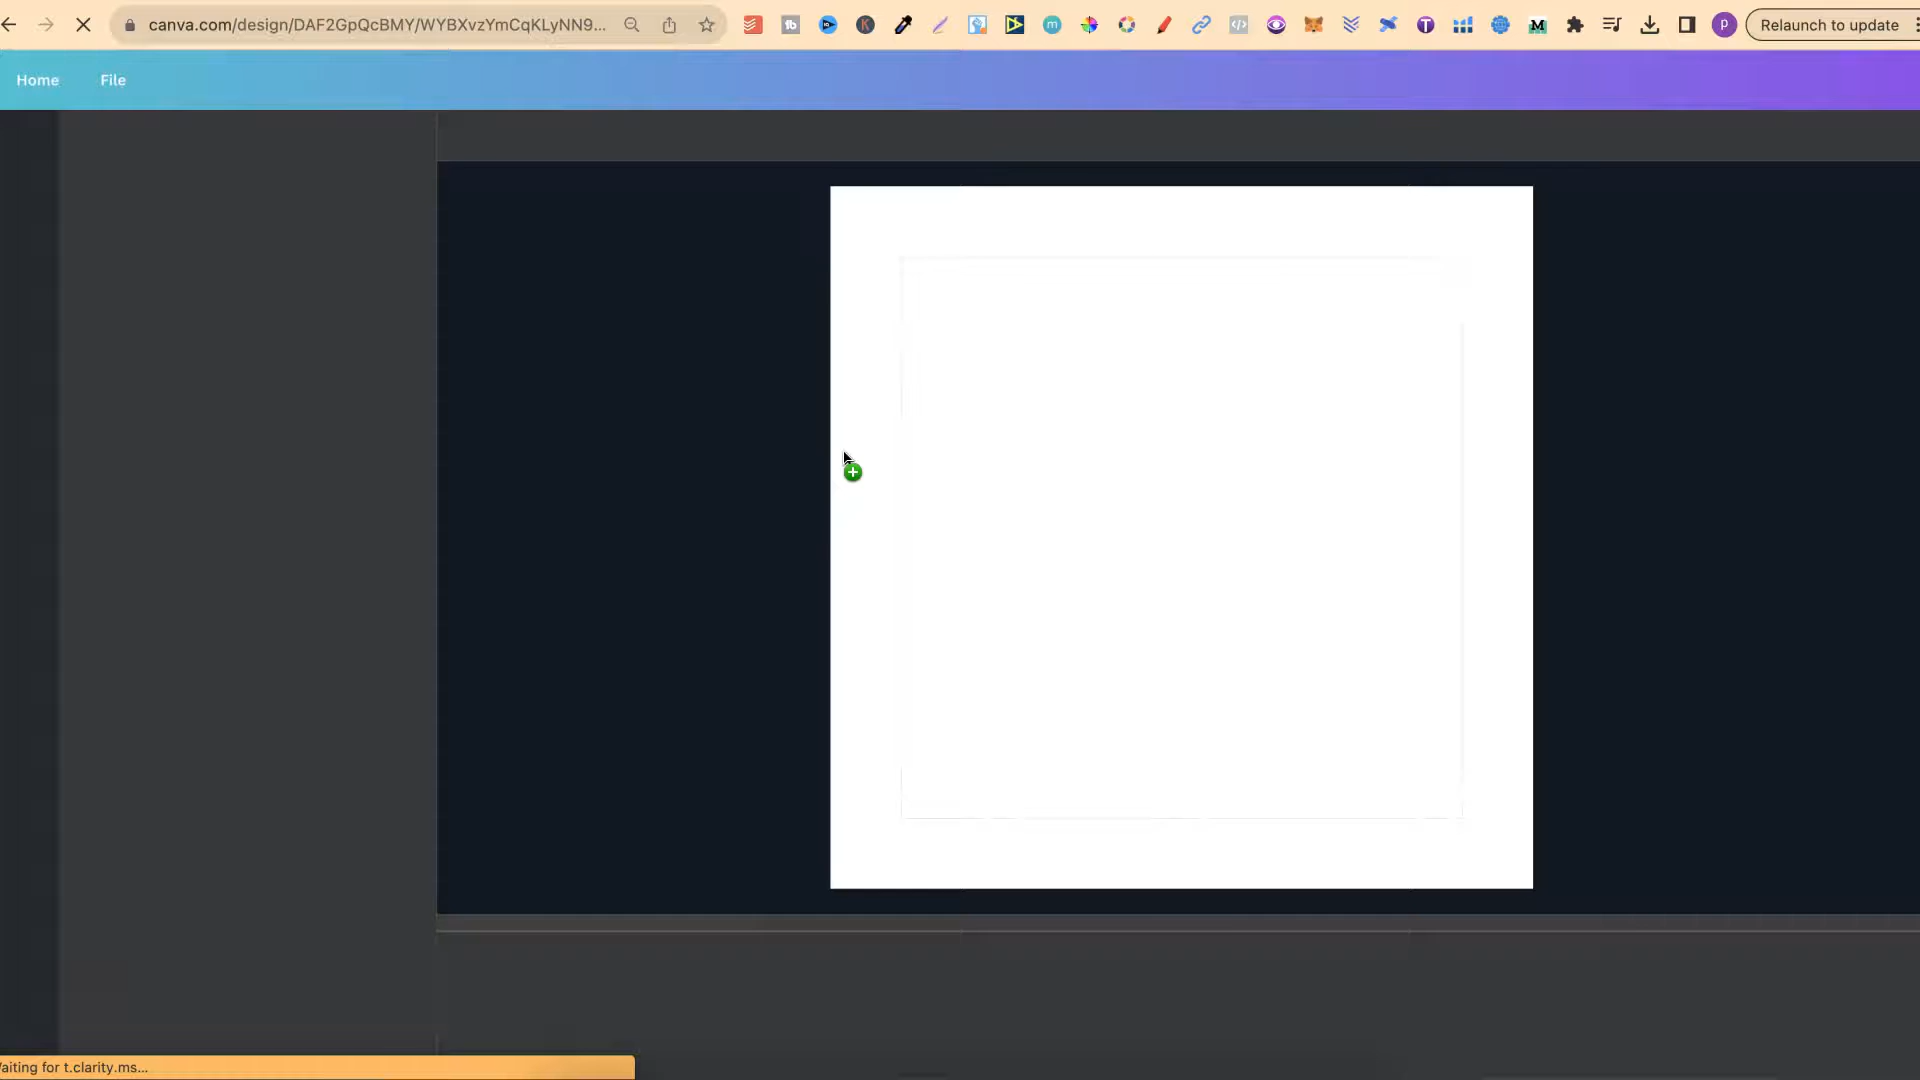 canva.com/design/DAF2GpQcBMY/WYBXvzYmCqKLyNN9...
Relaunch to update
Home
File
aiting for t.clarity.ms...